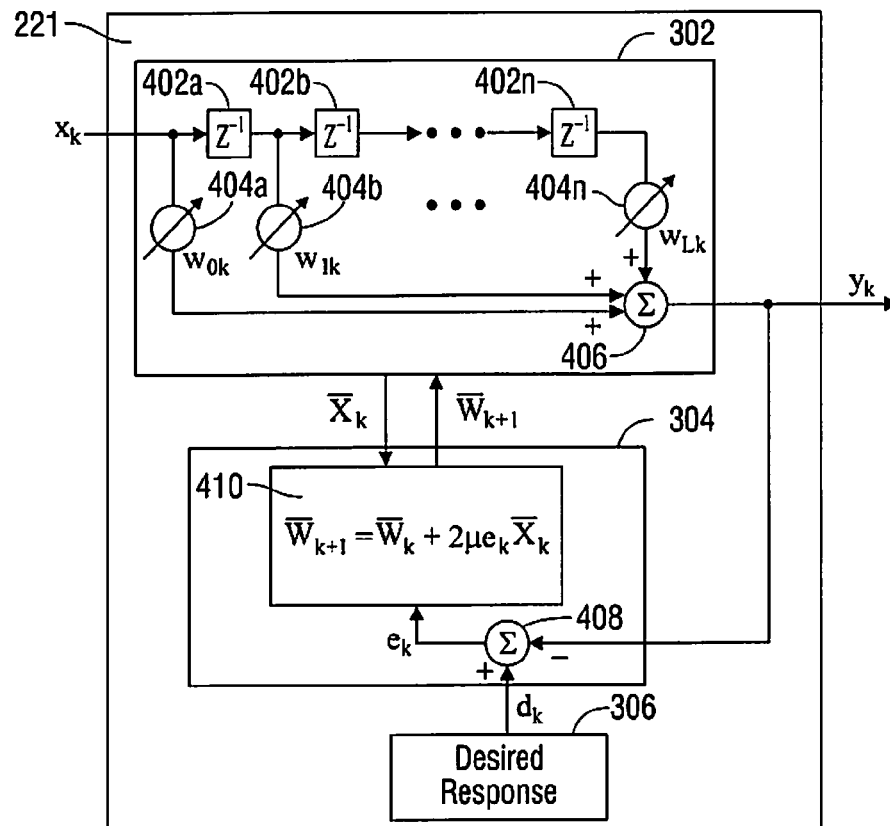 221
302
402a 402b 402n
x_k Z⁻¹ Z⁻¹ • • • Z⁻¹
404a 404b • • • 404n
w_0k w_1k w_Lk
+
+ Σ y_k
+
406
X̅_k W̅_k+1
304
410
W̅_k+1 = W̅_k + 2μe_k X̅_k
408
e_k Σ −
+
d_k 306
Desired
Response